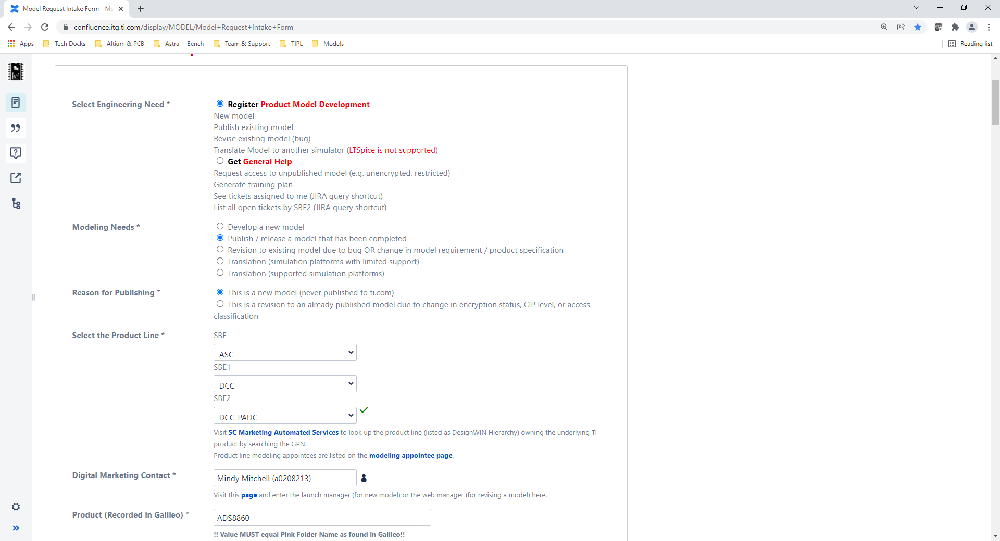 Model Request Intake Form - Mo
confluence.itg.ti.com/display/MODEL/Model+Request+Intake+Form
Apps Tech Docks Altium & PCB Astra + Bench Team & Support TIPL Models Reading list
Select Engineering Need * Register Product Model Development
New model
Publish existing model
Revise existing model (bug)
Translate Model to another simulator (LTSpice is not supported)
Get General Help
Request access to unpublished model (e.g. unencrypted, restricted)
Generate training plan
See tickets assigned to me (JIRA query shortcut)
List all open tickets by SBE2 (JIRA query shortcut)
Modeling Needs * Develop a new model
Publish / release a model that has been completed
Revision to existing model due to bug OR change in model requirement / product specification
Translation (simulation platforms with limited support)
Translation (supported simulation platforms)
Reason for Publishing * This is a new model (never published to ti.com)
This is a revision to an already published model due to change in encryption status, CIP level, or access
classification
Select the Product Line * SBE
ASC
SBE1
DCC
SBE2
DCC-PADC
Visit SC Marketing Automated Services to look up the product line (listed as DesignWIN Hierarchy) owning the underlying TI
product by searching the GPN.
Product line modeling appointees are listed on the modeling appointee page.
Digital Marketing Contact * Mindy Mitchell (a0208213)
Visit this page and enter the launch manager (for new model) or the web manager (for revising a model) here.
Product (Recorded in Galileo) * ADS8860
!! Value MUST equal Pink Folder Name as found in Galileo!!